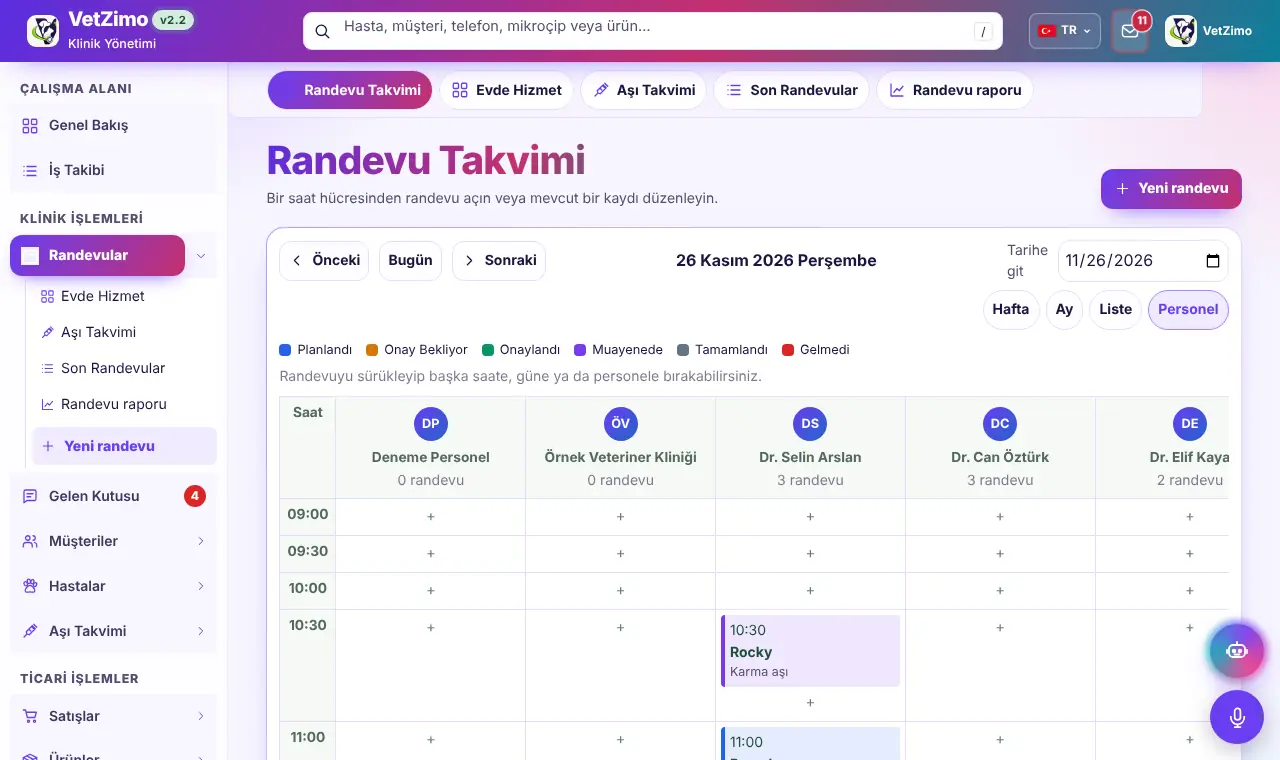 VetZimo v2.2
Klinik Yönetimi
Hasta, müşteri, telefon, mikroçip veya ürün...
/
TR
11
VetZimo
ÇALIŞMA ALANI
Genel Bakış
İş Takibi
KLİNİK İŞLEMLERİ
Randevular
Evde Hizmet
Aşı Takvimi
Son Randevular
Randevu raporu
+ Yeni randevu
Gelen Kutusu 4
Müşteriler
Hastalar
Aşı Takvimi
TİCARİ İŞLEMLER
Satışlar
Ürünler
Randevu Takvimi Evde Hizmet Aşı Takvimi Son Randevular Randevu raporu
Randevu Takvimi
Bir saat hücresinden randevu açın veya mevcut bir kaydı düzenleyin.
+ Yeni randevu
Önceki Bugün Sonraki
26 Kasım 2026 Perşembe
Tarihe
git
11/26/2026
Hafta Ay Liste Personel
Planlandı Onay Bekliyor Onaylandı Muayenede Tamamlandı Gelmedi
Randevuyu sürükleyip başka saate, güne ya da personele bırakabilirsiniz.
Saat DP ÖV DS DC DE
Deneme Personel Örnek Veteriner Kliniği Dr. Selin Arslan Dr. Can Öztürk Dr. Elif Kaya
0 randevu 0 randevu 3 randevu 3 randevu 2 randevu
09:00 + + + + +
09:30 + + + + +
10:00 + + + + +
10:30 + + + +
10:30
Rocky
Karma aşı
+
11:00 + + + +
11:00